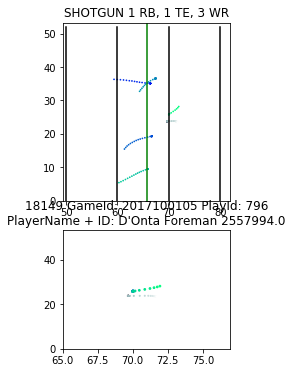 SHOTGUN 1 RB, 1 TE, 3 WR
50
40
30
20
10
0
50 60 70 80
18149 GameId: 2017100105 PlayId: 796
PlayerName + ID: D'Onta Foreman 2557994.0
40
20
0
65.0 67.5 70.0 72.5 75.0